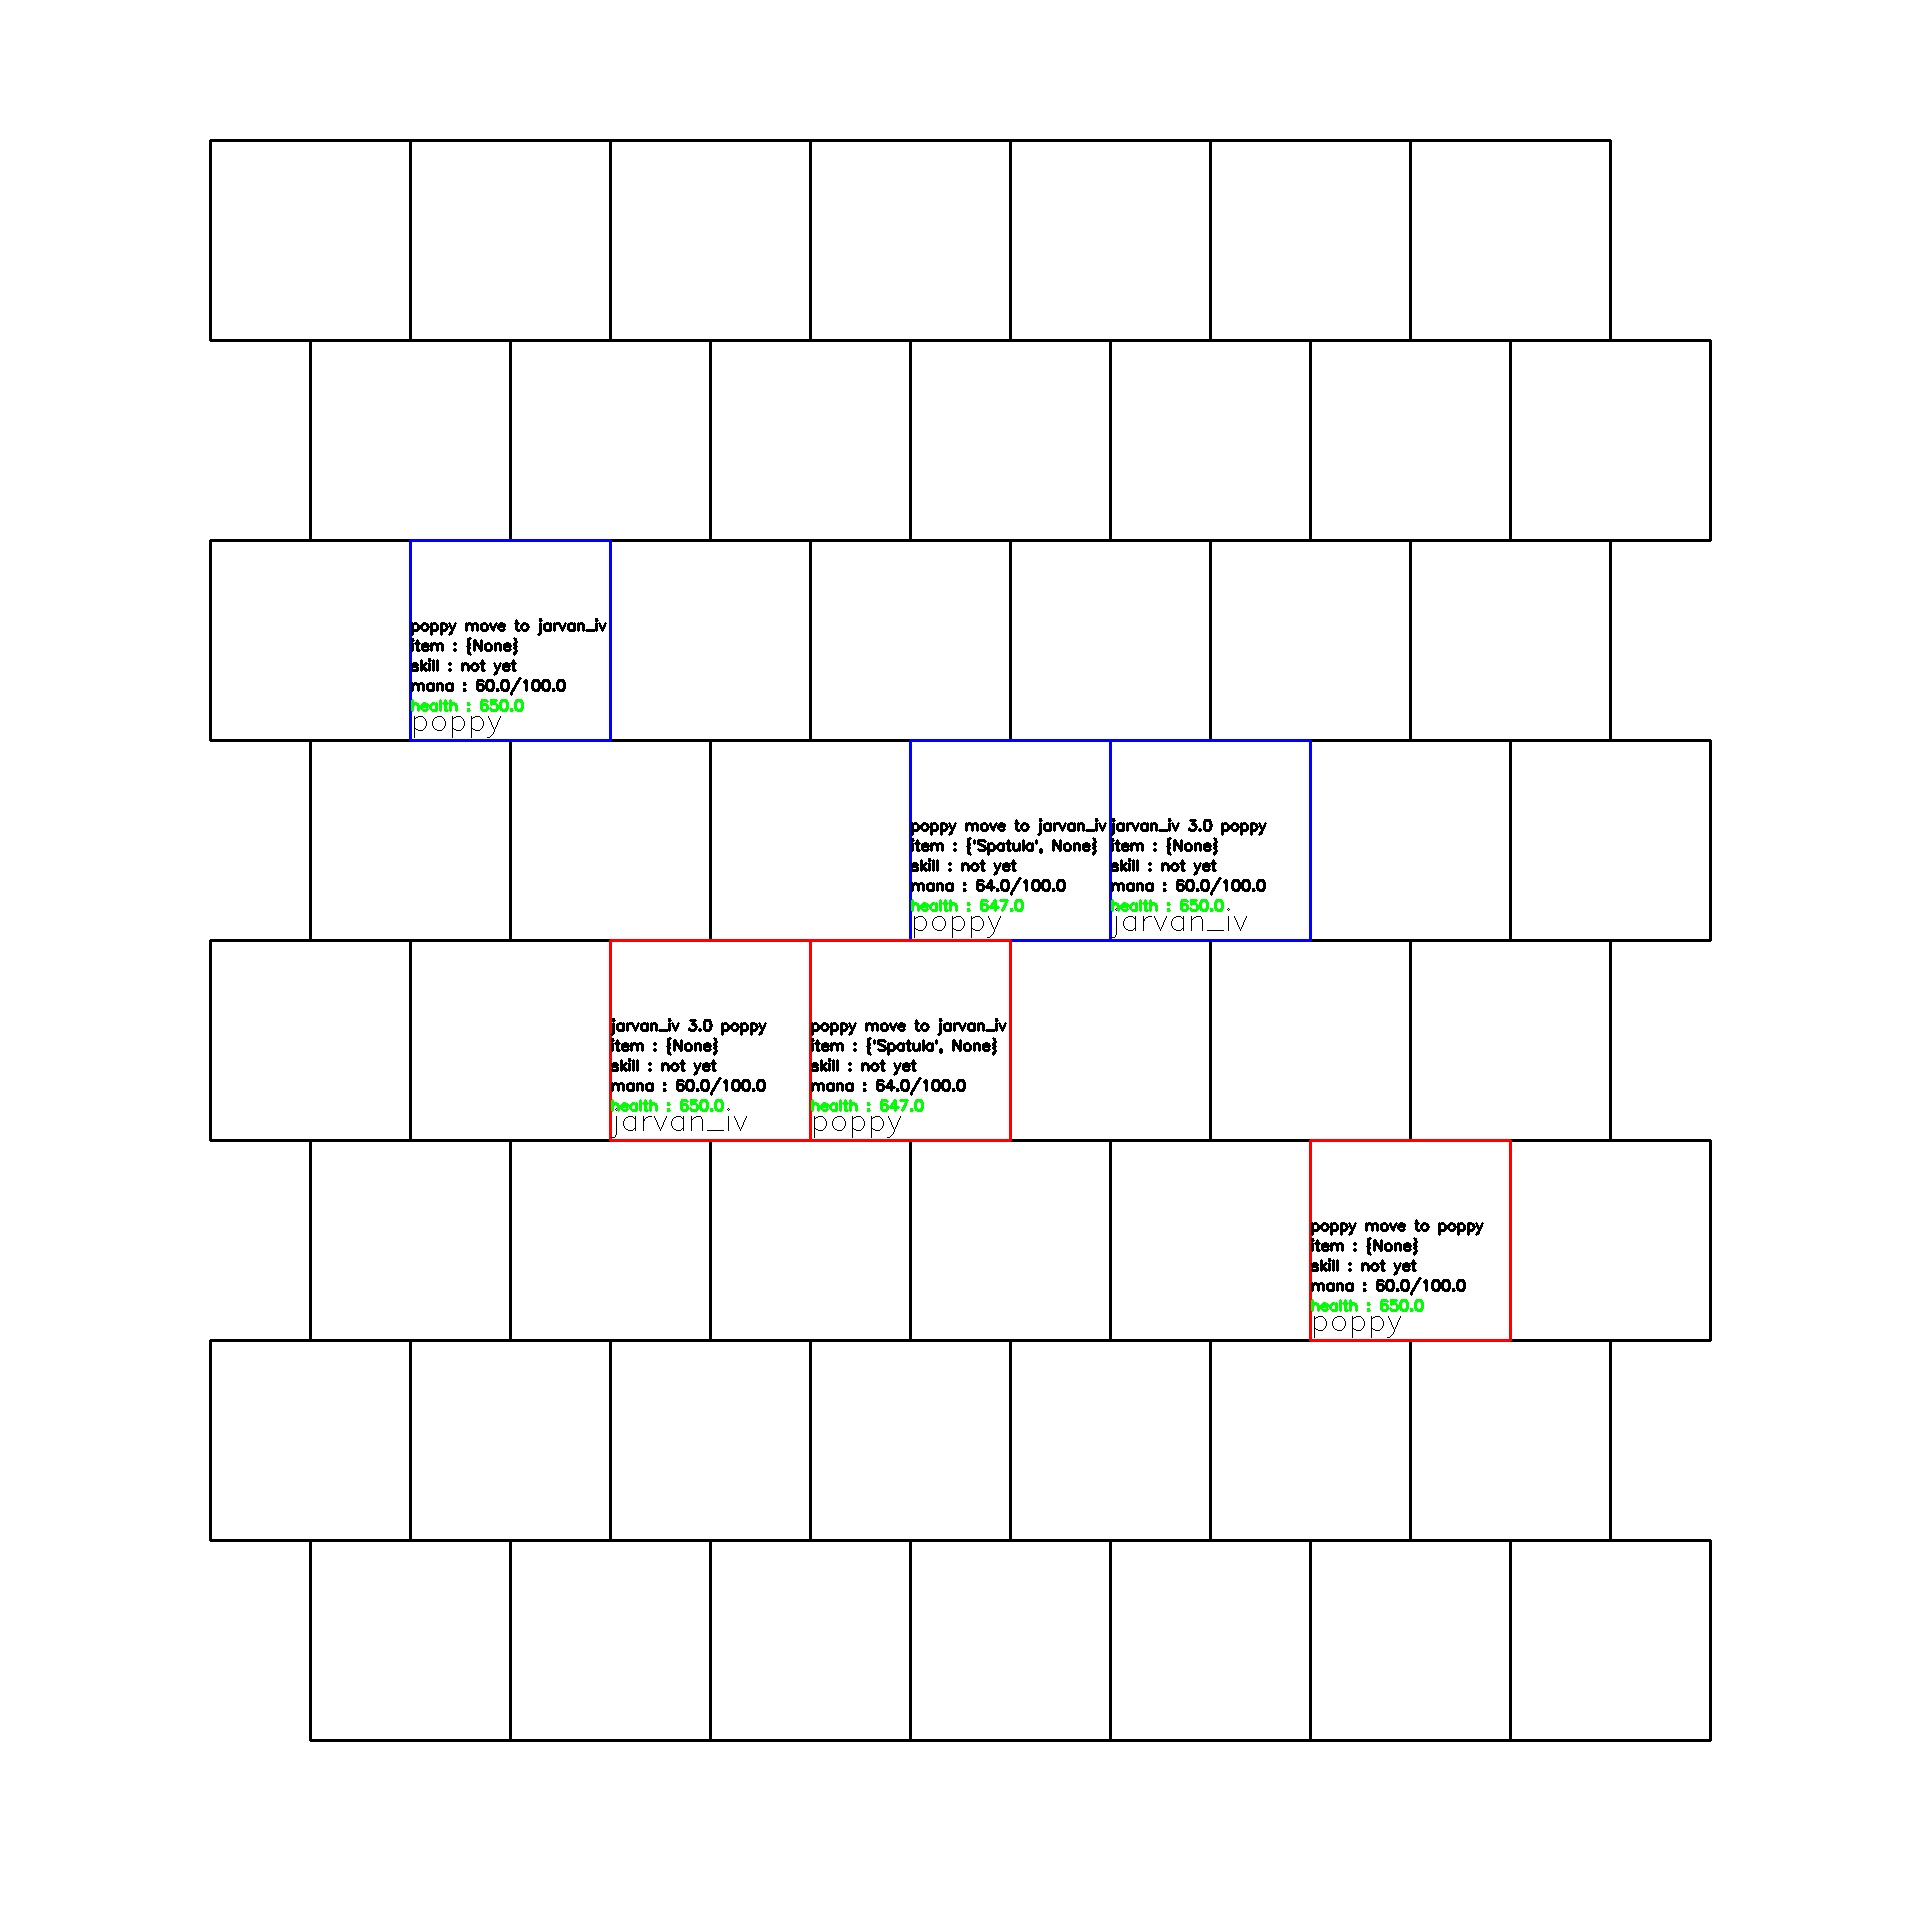 poppy move to jarvan_iv
item : {None}
skill : not yet
mana : 60.0/100.0
health : 650.0
poppy
poppy move to jarvan_iv
item : {'Spatula', None}
skill : not yet
mana : 64.0/100.0
health : 647.0
poppy
jarvan_iv 3.0 poppy
item : {None}
skill : not yet
mana : 60.0/100.0
health : 650.0
jarvan_iv
jarvan_iv 3.0 poppy
item : {None}
skill : not yet
mana : 60.0/100.0
health : 650.0
jarvan_iv
poppy move to jarvan_iv
item : {'Spatula', None}
skill : not yet
mana : 64.0/100.0
health : 647.0
poppy
poppy move to poppy
item : {None}
skill : not yet
mana : 60.0/100.0
health : 650.0
poppy